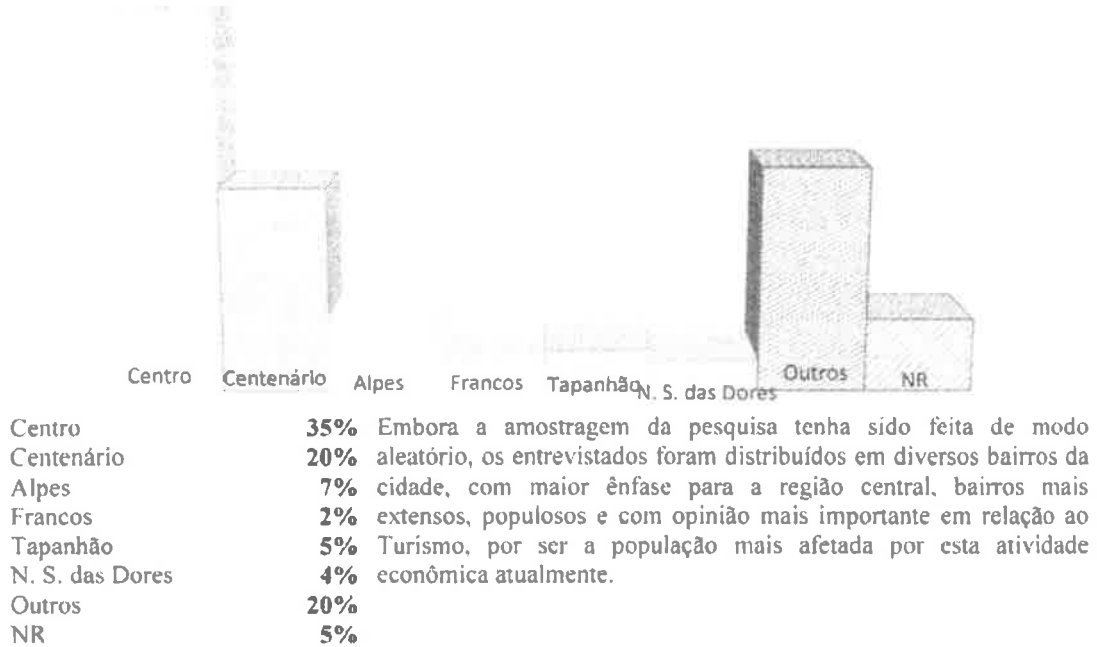 Centro Centenário Alpes Francos Tapanhão N. S. das Dores Outros NR
Centro 35%
Centenário 20%
Alpes 7%
Francos 2%
Tapanhão 5%
N. S. das Dores 4%
Outros 20%
NR 5%
Embora a amostragem da pesquisa tenha sido feita de modo
aleatório, os entrevistados foram distribuídos em diversos bairros da
cidade, com maior ênfase para a região central, bairros mais
extensos, populosos e com opinião mais importante em relação ao
Turismo, por ser a população mais afetada por esta atividade
econômica atualmente.